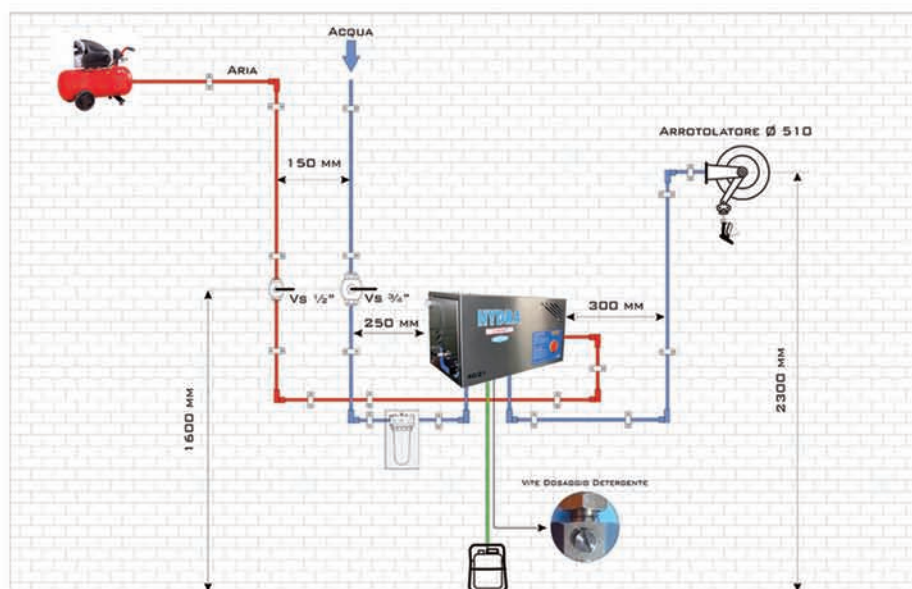 ACQUA
ARIA
ARROTOLATORE Ø 510
150 MM
VS ½"
VS ¾"
HYDRA
300 MM
250 MM
1600 MM
2300 MM
VITE DOSAGGIO DETERGENTE